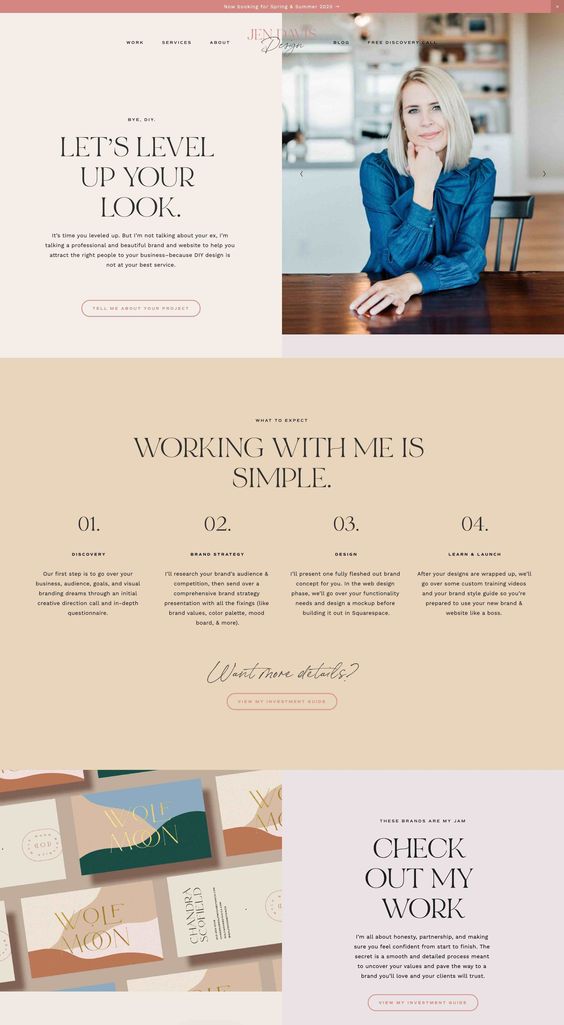 Now booking for Spring & Summer 2020 →
WORK SERVICES ABOUT
JEN DAVIS
Design
BLOG FREE DISCOVERY CALL
BYE, DIY.
LET'S LEVEL
UP YOUR
LOOK.
It's time you leveled up. But I'm not talking about your ex, I'm
talking a professional and beautiful brand and website to help you
attract the right people to your business–because DIY design is
not at your best service.
TELL ME ABOUT YOUR PROJECT
WHAT TO EXPECT
WORKING WITH ME IS
SIMPLE.
01.
DISCOVERY
Our first step is to go over your
business, audience, goals, and visual
branding dreams through an initial
creative direction call and in-depth
questionnaire.
02.
BRAND STRATEGY
I'll research your brand's audience &
competition, then send over a
comprehensive brand strategy
presentation with all the fixings (like
brand values, color palette, mood
board, & more).
03.
DESIGN
I'll present one fully fleshed out brand
concept for you. In the web design
phase, we'll go over your functionality
needs and design a mockup before
building it out in Squarespace.
04.
LEARN & LAUNCH
After your designs are wrapped up, we'll
go over some custom training videos
and your brand style guide so you're
prepared to use your new brand &
website like a boss.
Want more details?
VIEW MY INVESTMENT GUIDE
WOLF
MOON
WOLF
MOON
CHANDRA
SCOFIELD
THESE BRANDS ARE MY JAM
CHECK
OUT MY
WORK
I'm all about honesty, partnership, and making
sure you feel confident from start to finish. The
secret is a smooth and detailed process meant
to uncover your values and pave the way to a
brand you'll love and your clients will trust.
VIEW MY INVESTMENT GUIDE